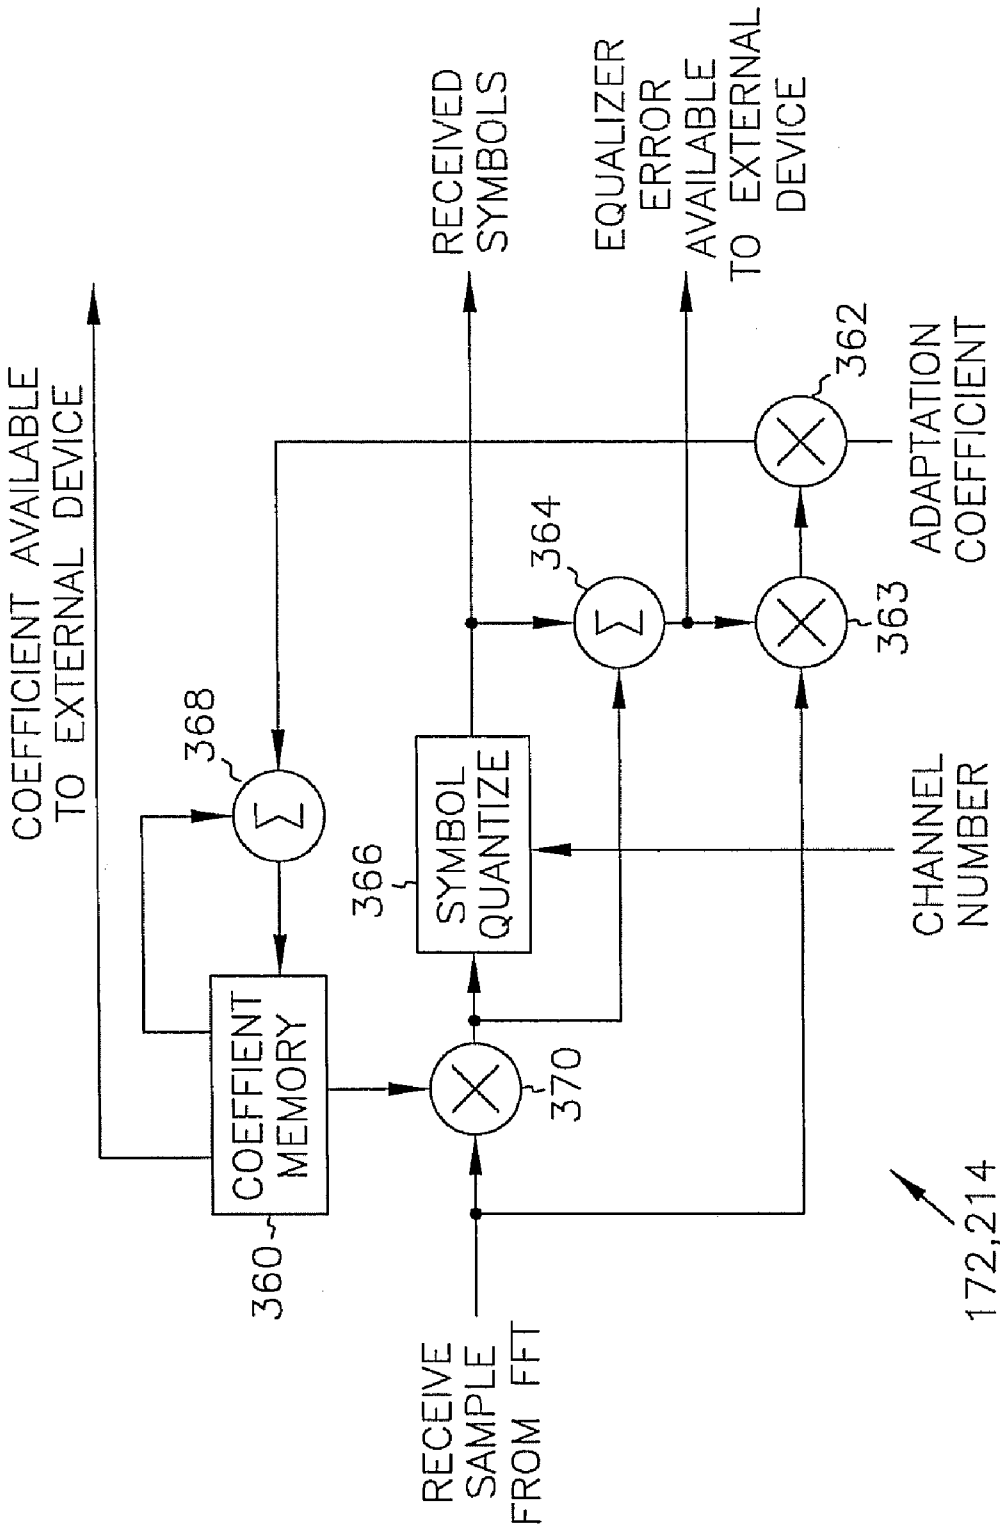 COEFFICIENT AVAILABLE
TO EXTERNAL DEVICE
360
COEFFIENT
MEMORY
368
Σ
RECEIVE
SAMPLE
FROM FFT
370
366
SYMBOL
QUANTIZE
RECEIVED
SYMBOLS
364
Σ
EQUALIZER
ERROR
AVAILABLE
TO EXTERNAL
DEVICE
363
362
CHANNEL
NUMBER
ADAPTATION
COEFFICIENT
172,214